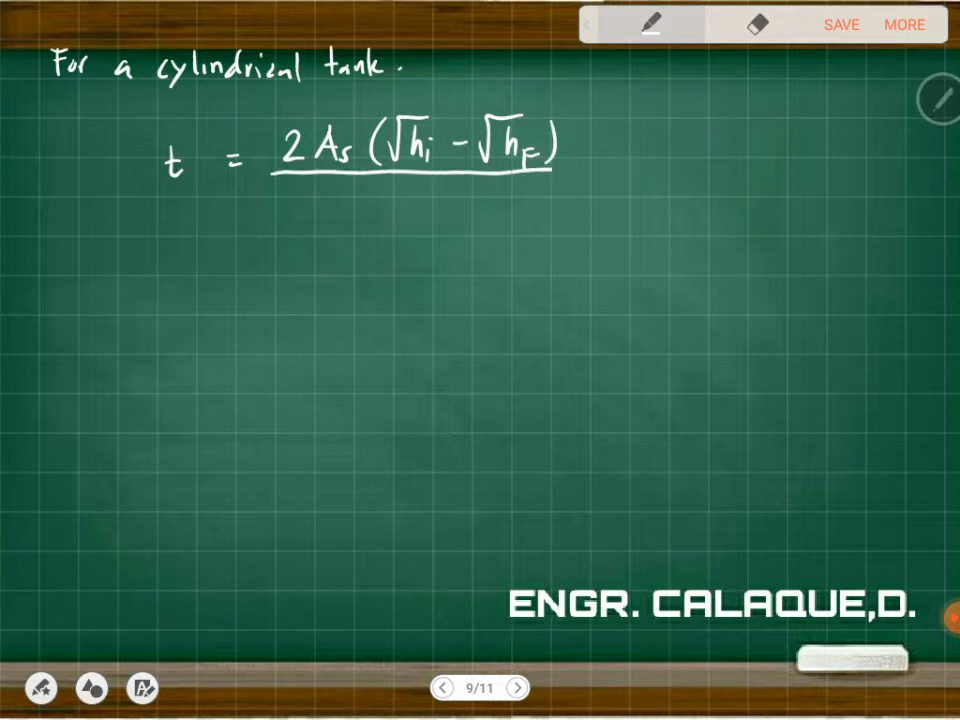 SAVE MORE
For a cylindrical tank.
t = 2 As (√hi - √hF)
ENGR. CALAQUE,D.
A
9/11